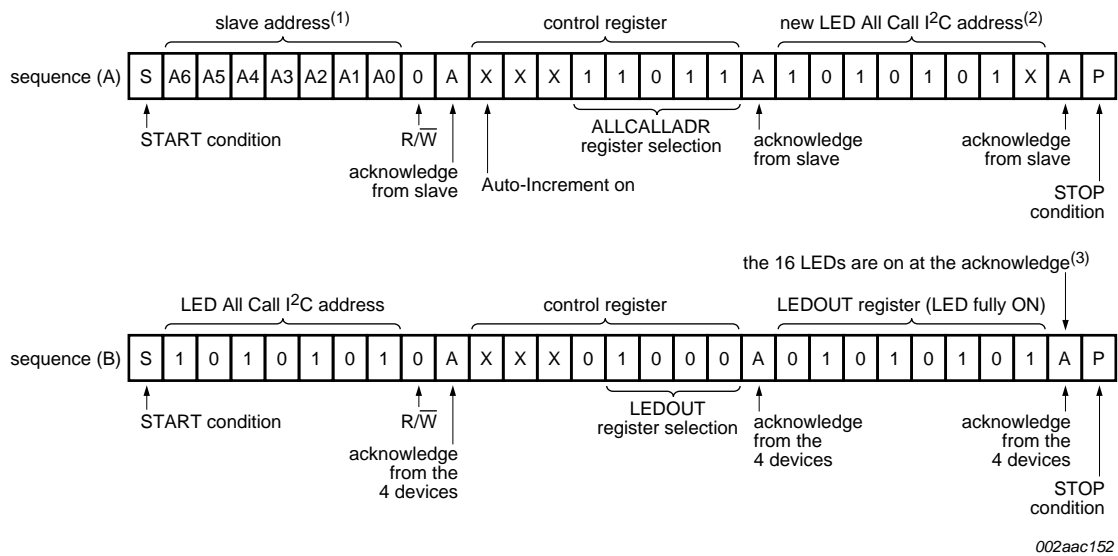 slave address(1) control register new LED All Call I2C address(2)
sequence (A) S A6 A5 A4 A3 A2 A1 A0 0 A X X X 1 1 0 1 1 A 1 0 1 0 1 0 1 X A P
START condition
R/W
acknowledge
from slave
Auto-Increment on
ALLCALLADR
register selection
acknowledge
from slave
acknowledge
from slave
STOP
condition
the 16 LEDs are on at the acknowledge(3)
LED All Call I2C address control register LEDOUT register (LED fully ON)
sequence (B) S 1 0 1 0 1 0 1 0 A X X X 0 1 0 0 0 A 0 1 0 1 0 1 0 1 A P
START condition
R/W
acknowledge
from the
4 devices
LEDOUT
register selection
acknowledge
from the
4 devices
acknowledge
from the
4 devices
STOP
condition
002aac152